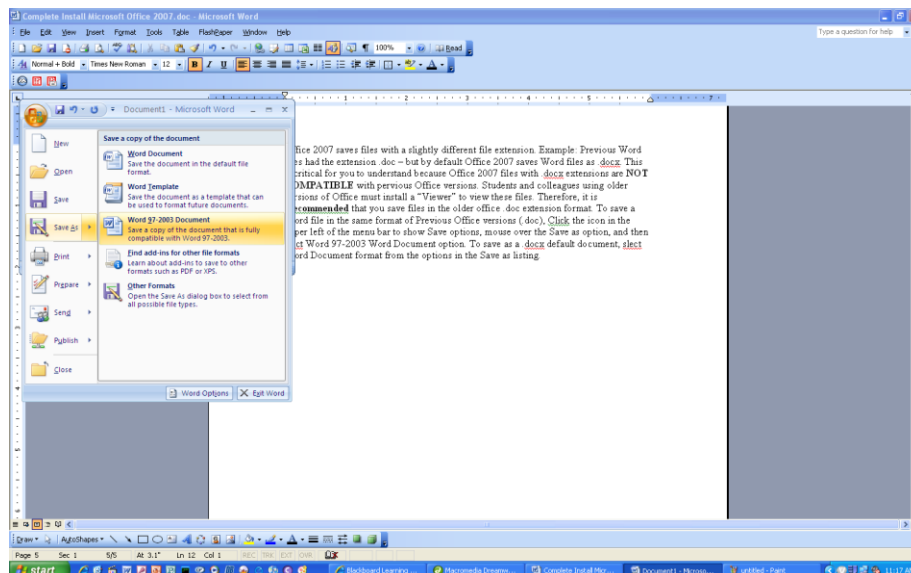 Complete Install Microsoft Office 2007.doc - Microsoft Word
File Edit View Insert Format Tools Table FlashPaper Window Help
Type a question for help
100% Read
Normal + Bold Times New Roman 12 B I U
Document1 - Microsoft Word
New
Open
Save
Save As
Print
Prepare
Send
Publish
Close
Save a copy of the document
Word Document
Save the document in the default file
format.
Word Template
Save the document as a template that can
be used to format future documents.
Word 97-2003 Document
Save a copy of the document that is fully
compatible with Word 97-2003.
Find add-ins for other file formats
Learn about add-ins to save to other
formats such as PDF or XPS.
Other Formats
Open the Save As dialog box to select from
all possible file types.
Word Options Exit Word
fice 2007 saves files with a slightly different file extension. Example: Previous Word
es had the extension .doc – but by default Office 2007 saves Word files as .docx. This
critical for you to understand because Office 2007 files with .docx extensions are NOT
OMPATIBLE with pervious Office versions. Students and colleagues using older
rsions of Office must install a "Viewer" to view these files. Therefore, it is
ecommended that you save files in the older office .doc extension format. To save a
ord file in the same format of Previous Office versions (.doc), Click the icon in the
per left of the menu bar to show Save options, mouse over the Save as option, and then
ct Word 97-2003 Word Document option. To save as a .docx default document, slect
ord Document format from the options in the Save as listing.
Draw AutoShapes
Page 5 Sec 1 5/5 At 3.1" Ln 12 Col 1 REC TRK EXT OVR
start Blackboard Learning ... Macromedia Dreamw... Complete Install Micr... Document1 - Microso... untitled - Paint 11:17 AM